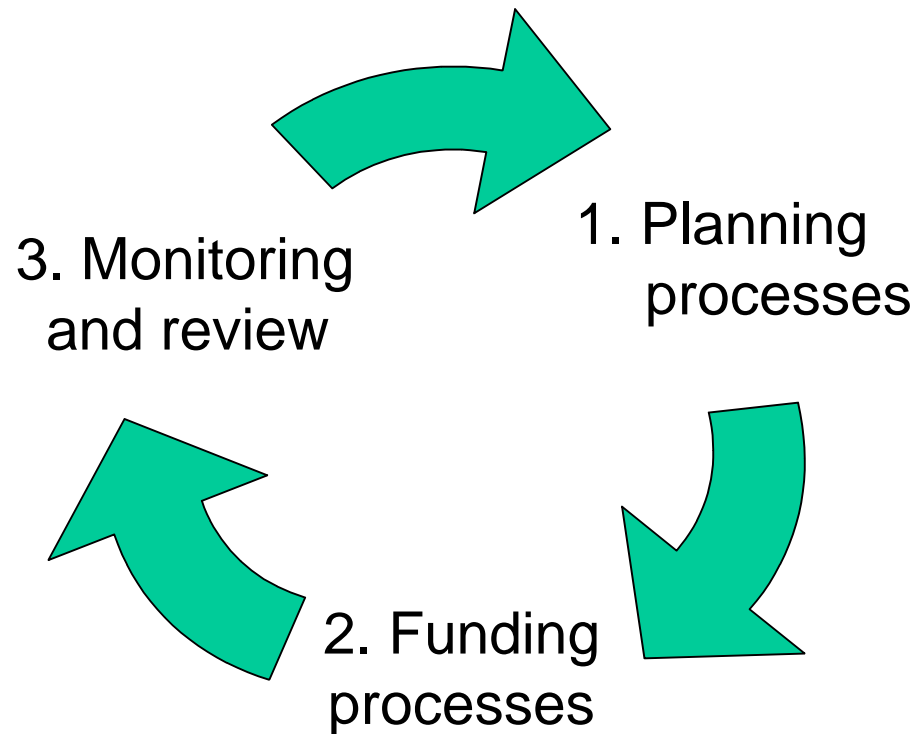 1. Planning
processes
2. Funding
processes
3. Monitoring
and review